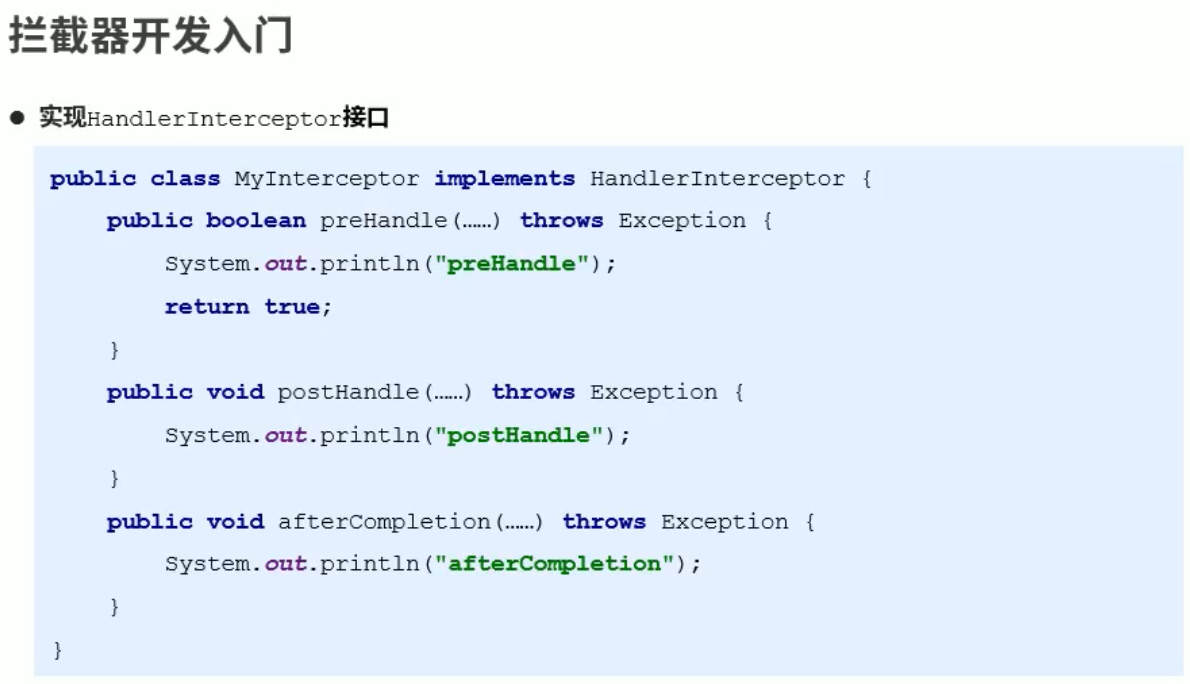 拦截器开发入门
● 实现HandlerInterceptor接口
public class MyInterceptor implements HandlerInterceptor {
    public boolean preHandle(……) throws Exception {
        System.out.println("preHandle");
        return true;
    }
    public void postHandle(……) throws Exception {
        System.out.println("postHandle");
    }
    public void afterCompletion(……) throws Exception {
        System.out.println("afterCompletion");
    }
}